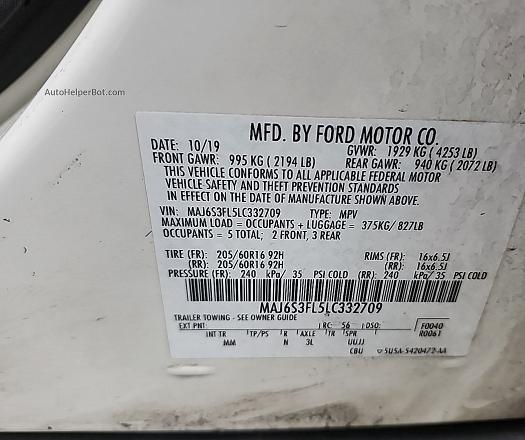 AutoHelperBot.com
MFD. BY FORD MOTOR CO.
DATE: 10/19 GVWR: 1929 KG ( 4253 LB)
FRONT GAWR: 995 KG ( 2194 LB) REAR GAWR: 940 KG ( 2072 LB)
THIS VEHICLE CONFORMS TO ALL APPLICABLE FEDERAL MOTOR
VEHICLE SAFETY AND THEFT PREVENTION STANDARDS
IN EFFECT ON THE DATE OF MANUFACTURE SHOWN ABOVE.
VIN: MAJ6S3FL5LC332709 TYPE: MPV
MAXIMUM LOAD = OCCUPANTS + LUGGAGE = 375KG/ 827LB
OCCUPANTS = 5 TOTAL; 2 FRONT, 3 REAR
TIRE (FR): 205/60R16 92H RIMS (FR): 16x6.5J
(RR): 205/60R16 92H (RR): 16x6.5J
PRESSURE (FR): 240 kPa/ 35 PSI COLD (RR) 240 kPa/ 35 PSI COLD
MAJ6S3FL5LC332709
TRAILER TOWING - SEE OWNER GUIDE
EXT PNT: RC: 56 DSO: F0040
R0061
INT TR TP/PS R AXLE TR SPR
MM N 3L UUJJ
CBU 5U5A-5420472-AA